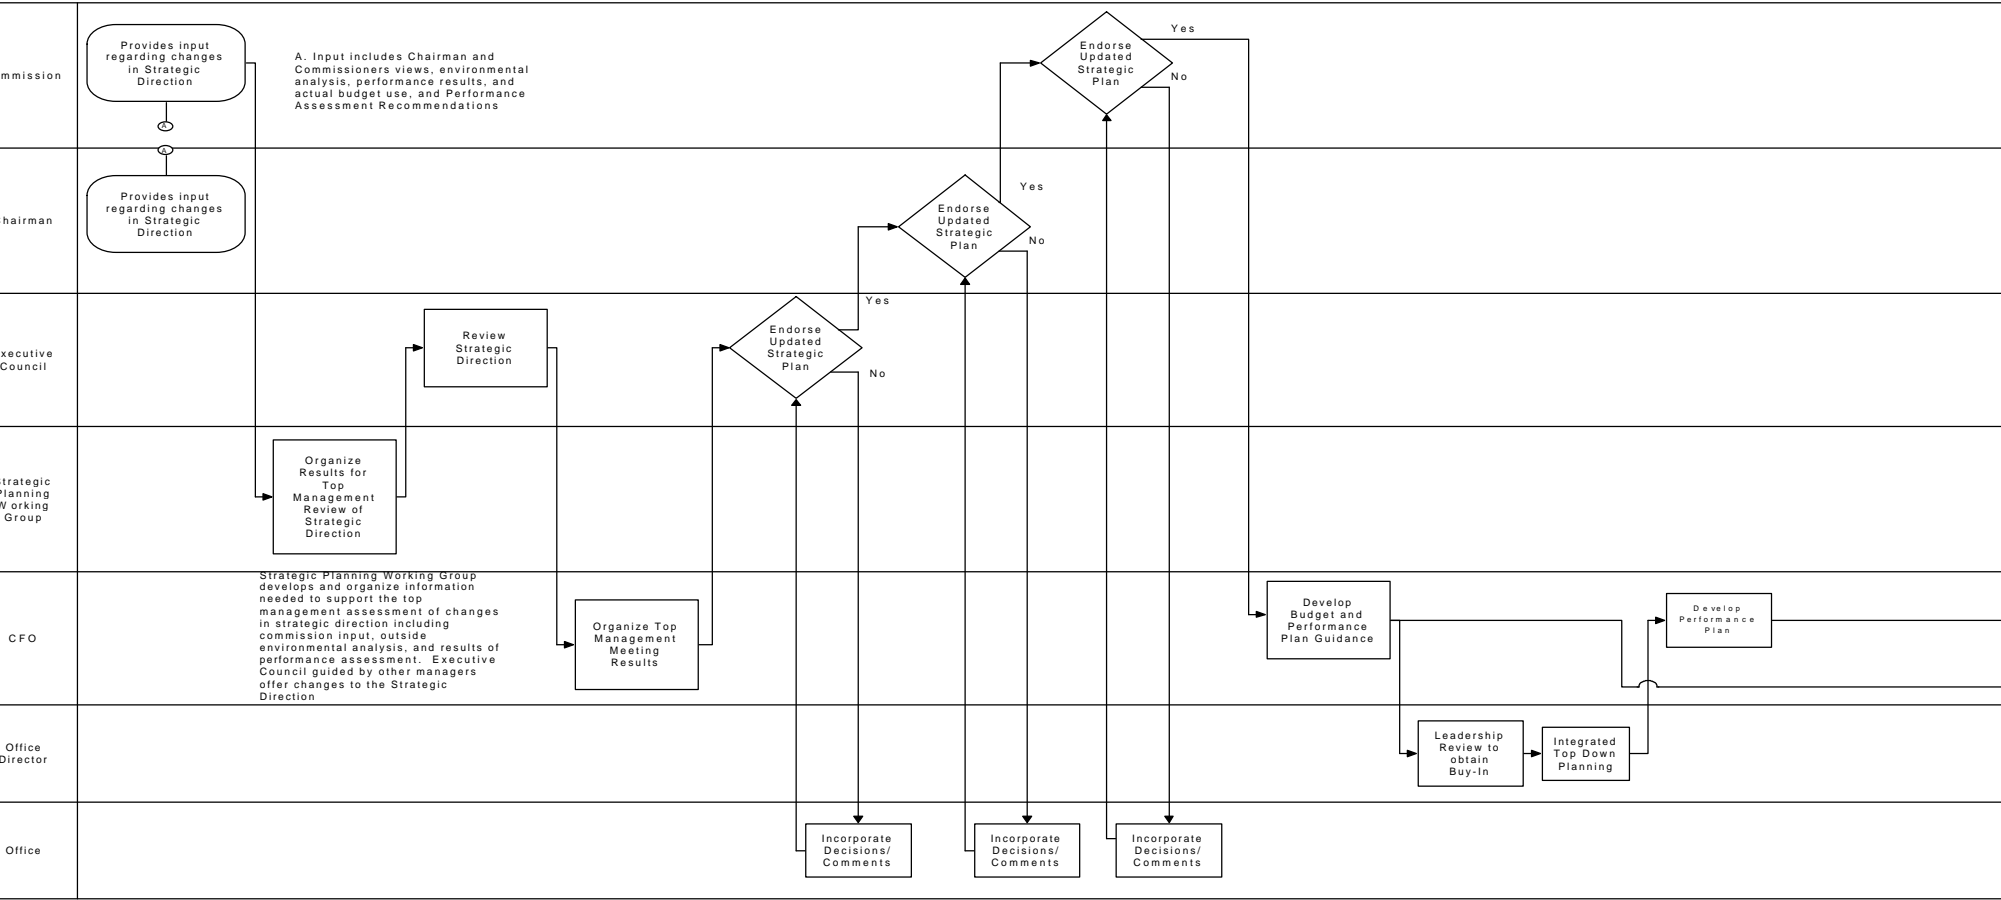 mmission
Provides input
regarding changes
in Strategic
Direction
A
A. Input includes Chairman and
Commissioners views, environmental
analysis, performance results, and
actual budget use, and Performance
Assessment Recommendations
Endorse
Updated
Strategic
Plan
Yes
No
hairman
A
Provides input
regarding changes
in Strategic
Direction
Endorse
Updated
Strategic
Plan
Yes
No
xecutive
Council
Review
Strategic
Direction
Endorse
Updated
Strategic
Plan
Yes
No
trategic
Planning
Working
Group
Organize
Results for
Top
Management
Review of
Strategic
Direction
CFO
Strategic Planning Working Group
develops and organize information
needed to support the top
management assessment of changes
in strategic direction including
commission input, outside
environmental analysis, and results of
performance assessment. Executive
Council guided by other managers
offer changes to the Strategic
Direction
Organize Top
Management
Meeting
Results
Develop
Budget and
Performance
Plan Guidance
Develop
Performance
Plan
Office
Director
Leadership
Review to
obtain
Buy-In
Integrated
Top Down
Planning
Office
Incorporate
Decisions/
Comments
Incorporate
Decisions/
Comments
Incorporate
Decisions/
Comments